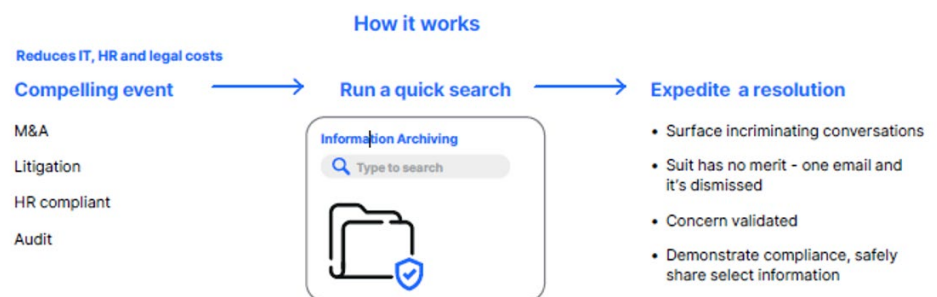 How it works
Reduces IT, HR and legal costs
Compelling event
Run a quick search
Expedite a resolution
M&A
Litigation
HR compliant
Audit
Information Archiving
Type to search
• Surface incriminating conversations
• Suit has no merit - one email and
it's dismissed
• Concern validated
• Demonstrate compliance, safely
share select information